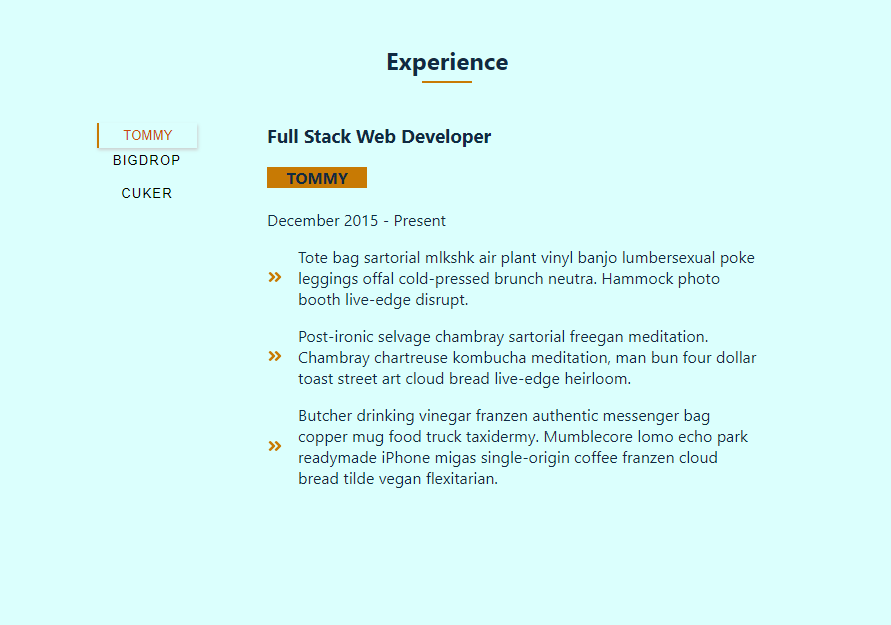 Experience
TOMMY
BIGDROP
CUKER
Full Stack Web Developer
TOMMY
December 2015 - Present
Tote bag sartorial mlkshk air plant vinyl banjo lumbersexual poke
leggings offal cold-pressed brunch neutra. Hammock photo
booth live-edge disrupt.
Post-ironic selvage chambray sartorial freegan meditation.
Chambray chartreuse kombucha meditation, man bun four dollar
toast street art cloud bread live-edge heirloom.
Butcher drinking vinegar franzen authentic messenger bag
copper mug food truck taxidermy. Mumblecore lomo echo park
readymade iPhone migas single-origin coffee franzen cloud
bread tilde vegan flexitarian.